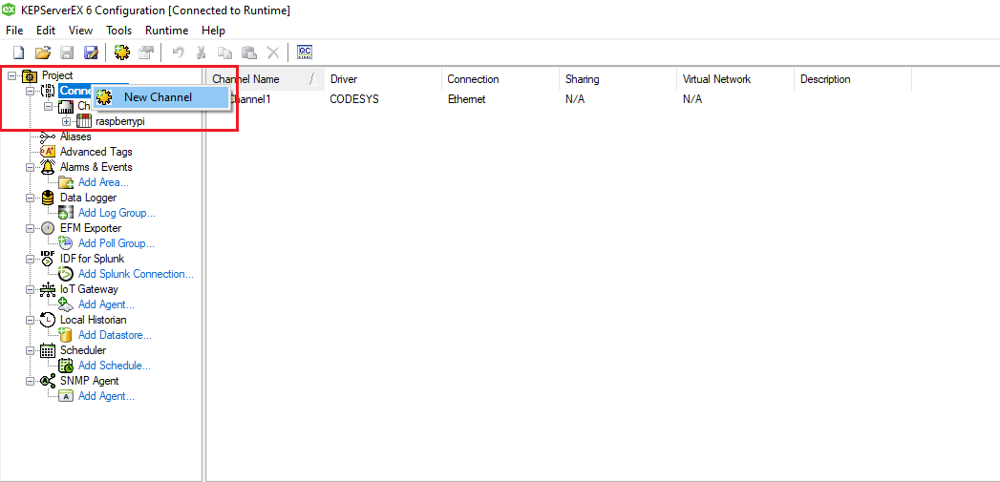 KEPServerEX 6 Configuration [Connected to Runtime]
File Edit View Tools Runtime Help
QC
Project
Channel Name Driver Connection Sharing Virtual Network Description
Conne
New Channel
Ch
hannel1 CODESYS Ethernet N/A N/A
raspberrypi
Aliases
Advanced Tags
Alarms & Events
Add Area...
Data Logger
Add Log Group...
EFM Exporter
Add Poll Group...
IDF
IDF for Splunk
Add Splunk Connection...
IoT Gateway
Add Agent...
Local Historian
Add Datastore...
Scheduler
Add Schedule...
SNMP Agent
Add Agent...